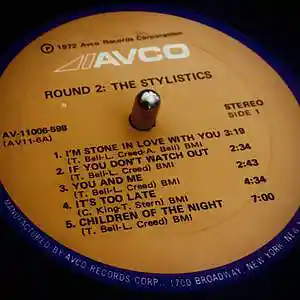 ℗ 1972 Avco Records Corporation
AVCO
ROUND 2: THE STYLISTICS
AV-11006-598
(AV11-6A)
STEREO
SIDE 1
1. I'M STONE IN LOVE WITH YOU 3:19
(T. Bell-L. Creed-A. Bell) BMI
2. IF YOU DON'T WATCH OUT 2:34
(T. Bell-L. Creed) BMI
3. YOU AND ME 2:43
(T. Bell-L. Creed) BMI
4. IT'S TOO LATE 4:34
(C. King-T. Stern) BMI
5. CHILDREN OF THE NIGHT 7:00
(T. Bell-L. Creed) BMI
MANUFACTURED BY AVCO RECORDS CORP., 1700 BROADWAY, NEW YORK, NEW